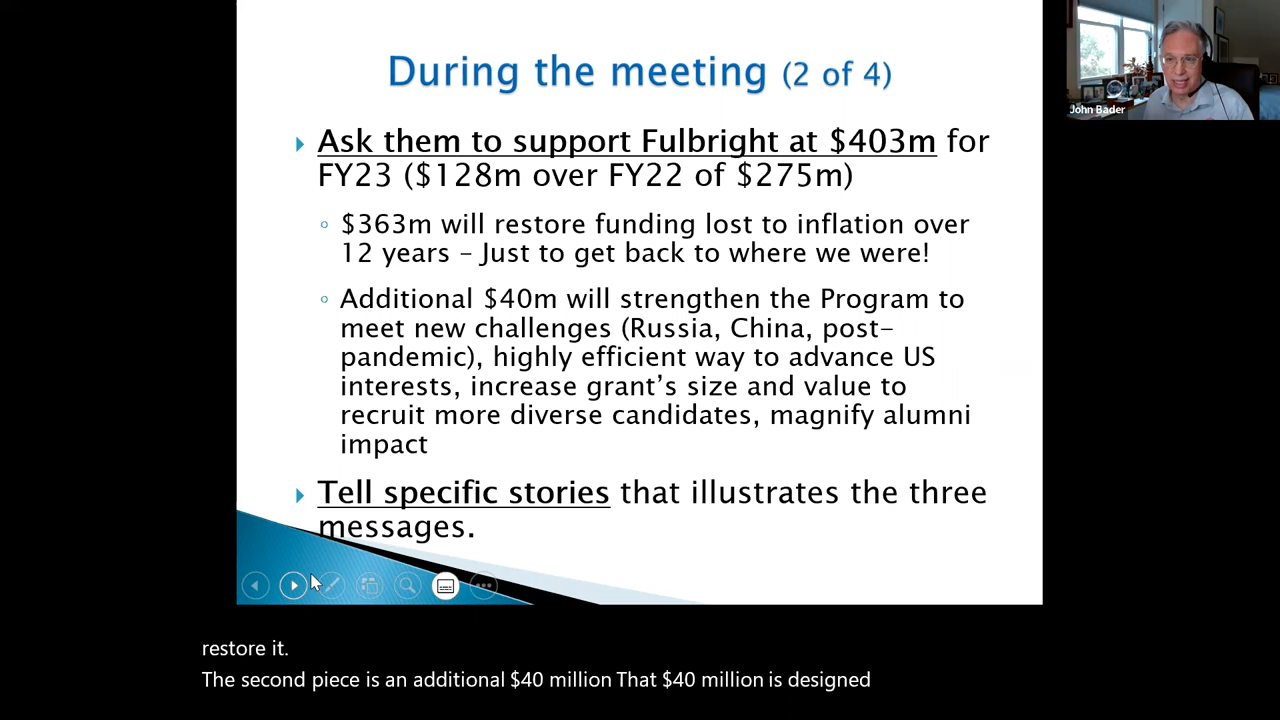 During the meeting (2 of 4)
Ask them to support Fulbright at $403m for
FY23 ($128m over FY22 of $275m)
$363m will restore funding lost to inflation over
12 years – Just to get back to where we were!
Additional $40m will strengthen the Program to
meet new challenges (Russia, China, post-
pandemic), highly efficient way to advance US
interests, increase grant’s size and value to
recruit more diverse candidates, magnify alumni
impact
Tell specific stories that illustrates the three
messages.
John Bader
restore it.
The second piece is an additional $40 million That $40 million is designed